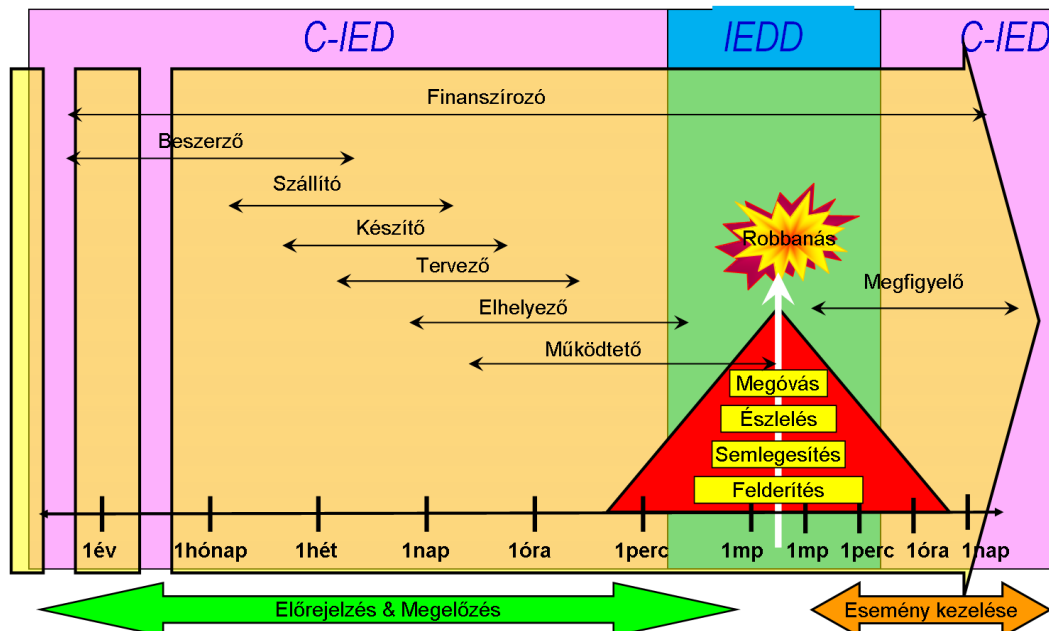 C-IED
IEDD
C-IED
Finanszírozó
Beszerző
Szállító
Készítő
Robbanás
Tervező
Megfigyelő
Elhelyező
Működtető
Megóvás
Észlelés
Semlegesítés
Felderítés
1év 1hónap 1hét 1nap 1óra 1perc 1mp 1mp 1perc 1óra 1nap
Előrejelzés & Megelőzés
Esemény kezelése